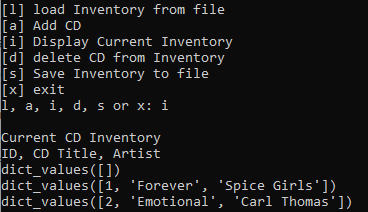 [l] load Inventory from file
[a] Add CD
[i] Display Current Inventory
[d] delete CD from Inventory
[s] Save Inventory to file
[x] exit
l, a, i, d, s or x: i
Current CD Inventory
ID, CD Title, Artist
dict_values([])
dict_values([1, 'Forever', 'Spice Girls'])
dict_values([2, 'Emotional', 'Carl Thomas'])